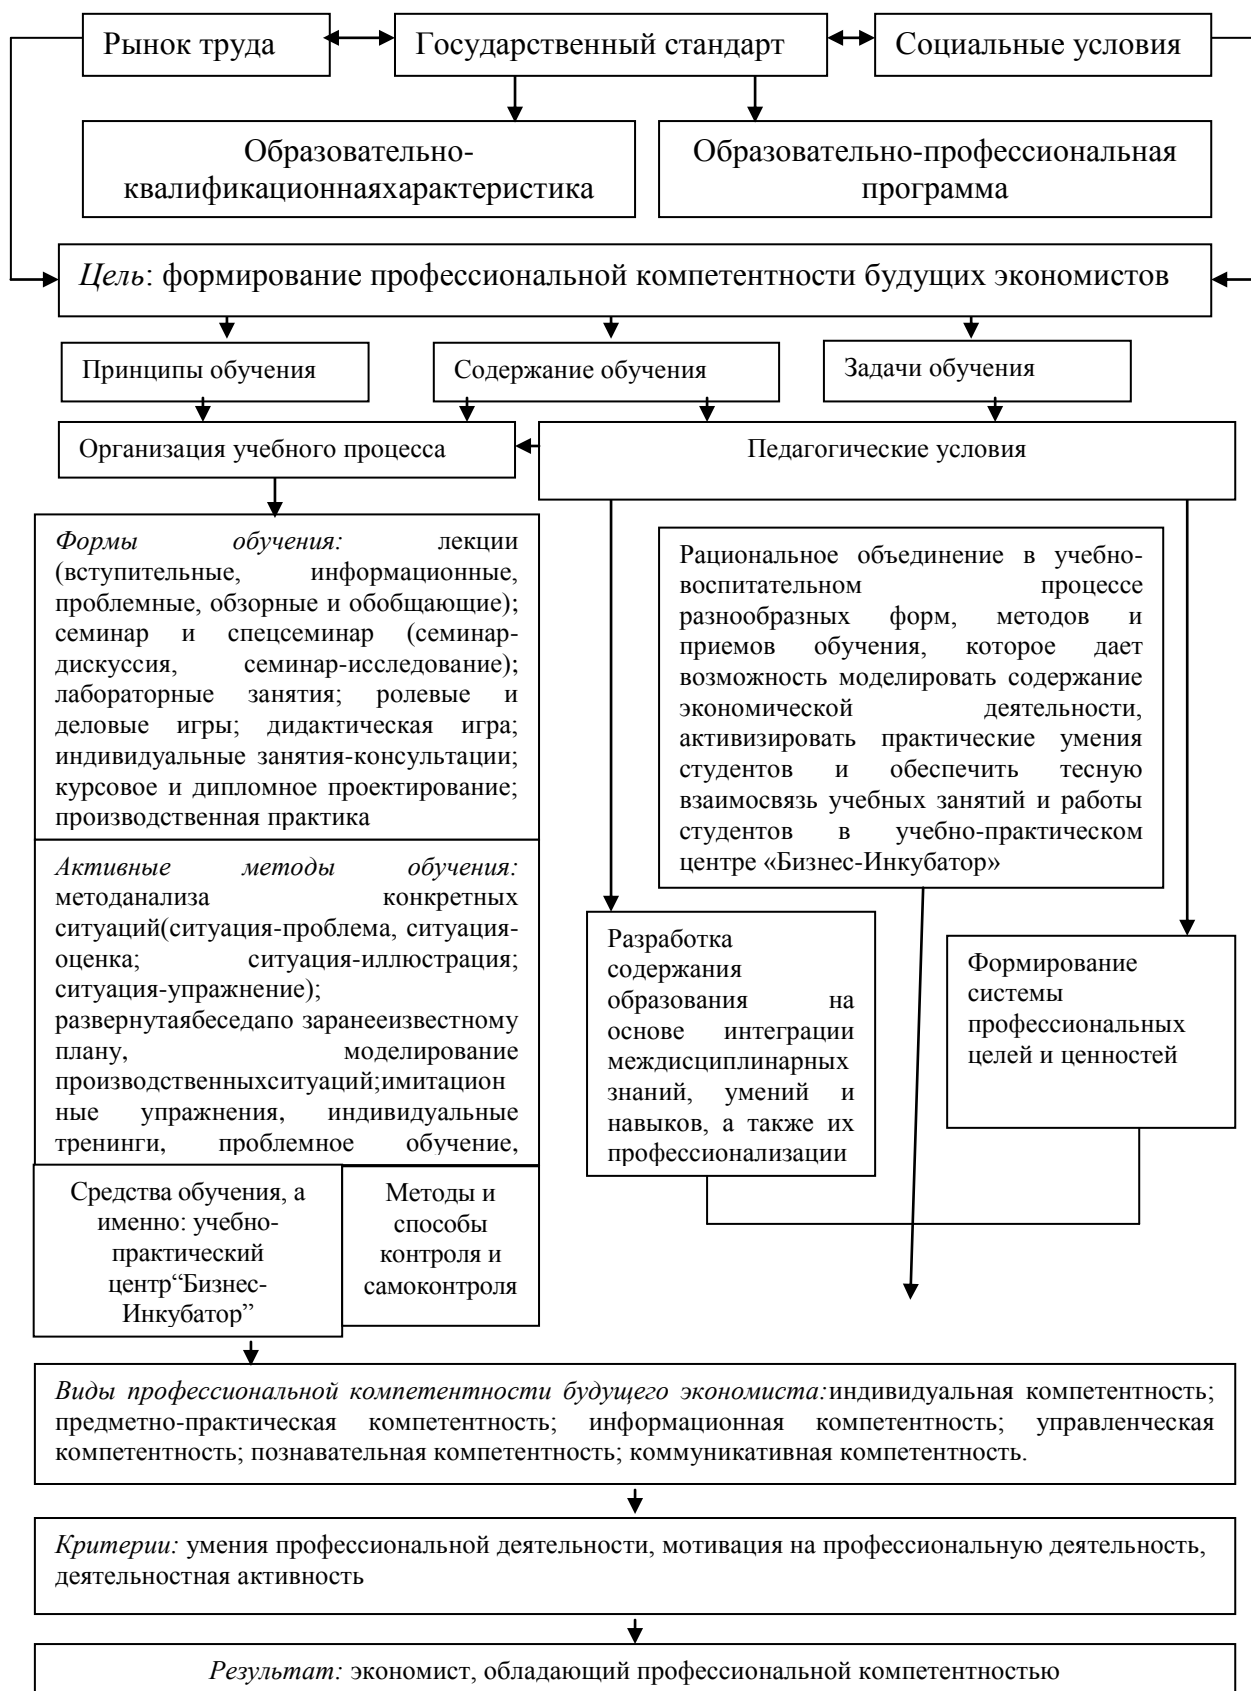 Рынок труда
Государственный стандарт
Социальные условия
Образовательно-
квалификационнаяхарактеристика
Образовательно-профессиональная
программа
Цель: формирование профессиональной компетентности будущих экономистов
Принципы обучения
Содержание обучения
Задачи обучения
Организация учебного процесса
Педагогические условия
Формы обучения: лекции
(вступительные, информационные,
проблемные, обзорные и обобщающие);
семинар и спецсеминар (семинар-
дискуссия, семинар-исследование);
лабораторные занятия; ролевые и
деловые игры; дидактическая игра;
индивидуальные занятия-консультации;
курсовое и дипломное проектирование;
производственная практика
Рациональное объединение в учебно-
воспитательном процессе
разнообразных форм, методов и
приемов обучения, которое дает
возможность моделировать содержание
экономической деятельности,
активизировать практические умения
студентов и обеспечить тесную
взаимосвязь учебных занятий и работы
студентов в учебно-практическом
центре «Бизнес-Инкубатор»
Активные методы обучения:
методанализа конкретных
ситуаций(ситуация-проблема, ситуация-
оценка; ситуация-иллюстрация;
ситуация-упражнение);
развернутаябеседапо заранееизвестному
плану, моделирование
производственныхситуаций;имитацион
ные упражнения, индивидуальные
тренинги, проблемное обучение,
Разработка
содержания
образования на
основе интеграции
междисциплинарных
знаний, умений и
навыков, а также их
профессионализации
Формирование
системы
профессиональных
целей и ценностей
Средства обучения, а
именно: учебно-
практический
центр“Бизнес-
Инкубатор”
Методы и
способы
контроля и
самоконтроля
Виды профессиональной компетентности будущего экономиста:индивидуальная компетентность;
предметно-практическая компетентность; информационная компетентность; управленческая
компетентность; познавательная компетентность; коммуникативная компетентность.
Критерии: умения профессиональной деятельности, мотивация на профессиональную деятельность,
деятельностная активность
Результат: экономист, обладающий профессиональной компетентностью